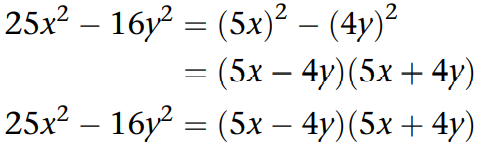 25x² − 16y² = (5x)² − (4y)²
= (5x − 4y)(5x + 4y)
25x² − 16y² = (5x − 4y)(5x + 4y)